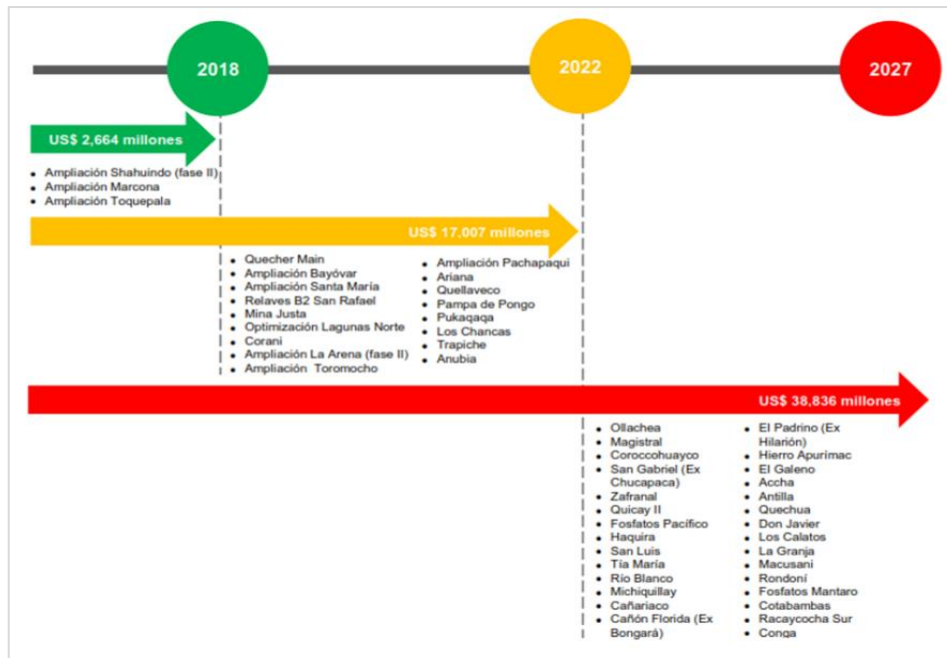 2018
2022
2027
US$ 2,664 millones
• Ampliación Shahuindo (fase II)
• Ampliación Marcona
• Ampliación Toquepala
US$ 17,007 millones
• Quecher Main
• Ampliación Bayóvar
• Ampliación Santa María
• Relaves B2 San Rafael
• Mina Justa
• Optimización Lagunas Norte
• Corani
• Ampliación La Arena (fase II)
• Ampliación Toromocho
• Ampliación Pachapaqui
• Ariana
• Quellaveco
• Pampa de Pongo
• Pukaqaqa
• Los Chancas
• Trapiche
• Anubia
US$ 38,836 millones
• Ollachea
• Magistral
• Coroccohuayco
• San Gabriel (Ex
Chucapaca)
• Zafranal
• Quicay II
• Fosfatos Pacífico
• Haquira
• San Luis
• Tía María
• Río Blanco
• Michiquillay
• Cañariaco
• Cañón Florida (Ex
Bongará)
• El Padrino (Ex
Hilarión)
• Hierro Apurímac
• El Galeno
• Accha
• Antilla
• Quechua
• Don Javier
• Los Calatos
• La Granja
• Macusani
• Rondoní
• Fosfatos Mantaro
• Cotabambas
• Racaycocha Sur
• Conga